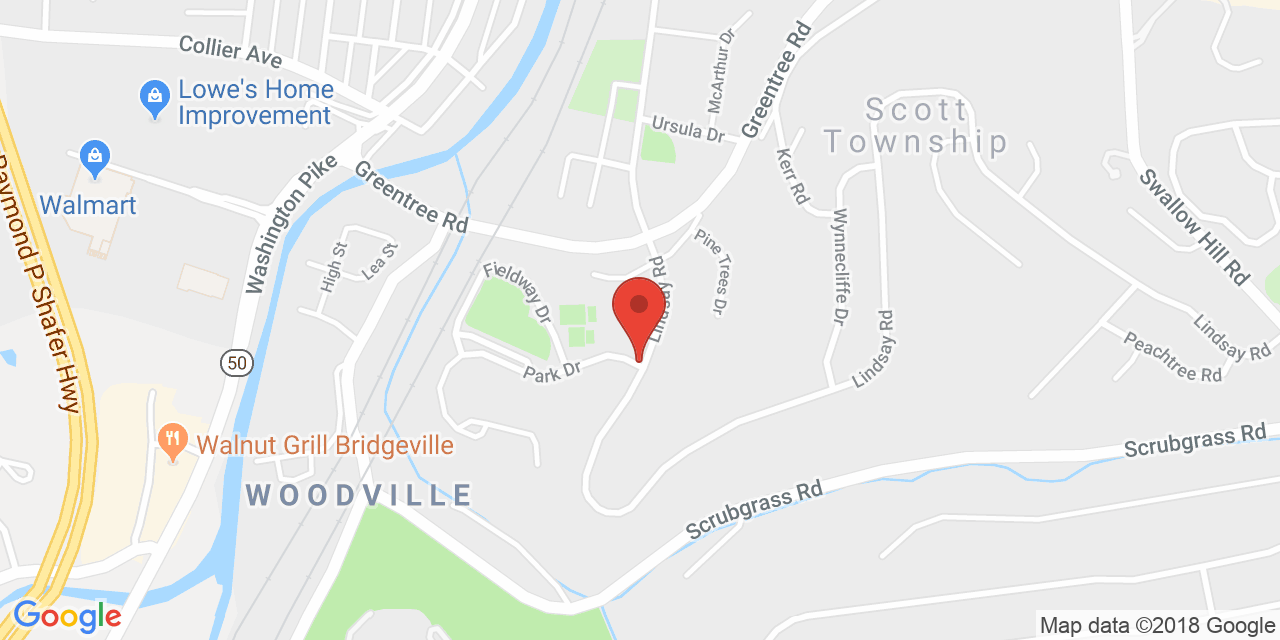 Collier Ave
Lowe's Home
Improvement
Walmart
Washington Pike
Greentree Rd
Greentree Rd
McArthur Dr
Ursula Dr
Scott
Township
Kerr Rd
Wynnecliffe Dr
Swallow Hill Rd
Raymond P Shafer Hwy
High St
Lea St
Fieldway Dr
Pine Trees Dr
Lindsay Rd
Lindsay Rd
Lindsay Rd
Peachtree Rd
50
Park Dr
Walnut Grill Bridgeville
WOODVILLE
Scrubgrass Rd
Scrubgrass Rd
Google
Map data ©2018 Google